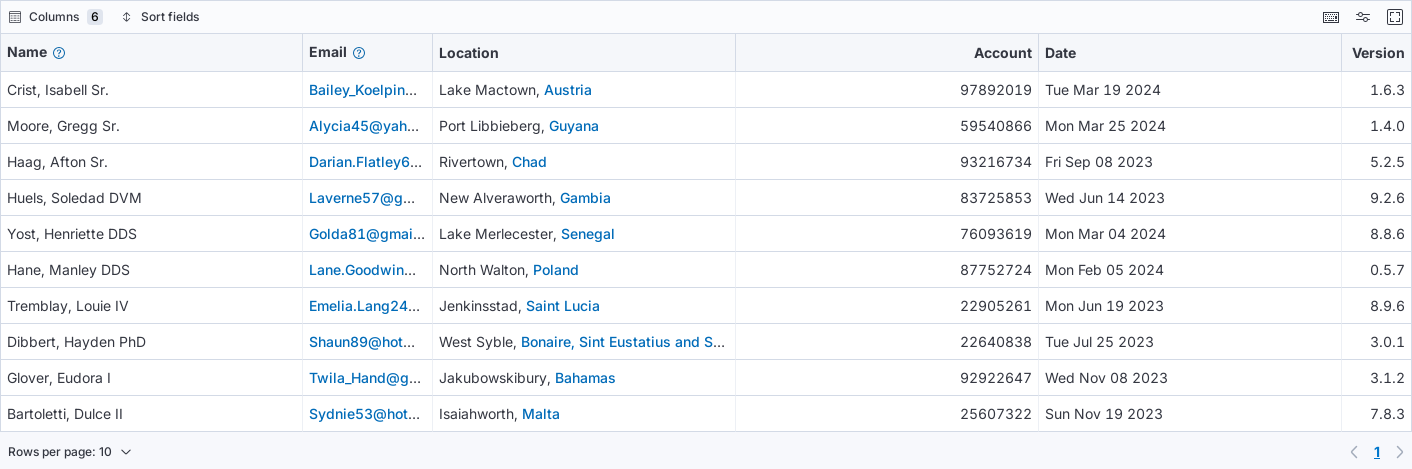 Columns 6 Sort fields
Name Email Location Account Date Version
Crist, Isabell Sr. Bailey_Koelpin... Lake Mactown, Austria 97892019 Tue Mar 19 2024 1.6.3
Moore, Gregg Sr. Alycia45@yah... Port Libbieberg, Guyana 59540866 Mon Mar 25 2024 1.4.0
Haag, Afton Sr. Darian.Flatley6... Rivertown, Chad 93216734 Fri Sep 08 2023 5.2.5
Huels, Soledad DVM Laverne57@g... New Alveraworth, Gambia 83725853 Wed Jun 14 2023 9.2.6
Yost, Henriette DDS Golda81@gmai... Lake Merlecester, Senegal 76093619 Mon Mar 04 2024 8.8.6
Hane, Manley DDS Lane.Goodwin... North Walton, Poland 87752724 Mon Feb 05 2024 0.5.7
Tremblay, Louie IV Emelia.Lang24... Jenkinsstad, Saint Lucia 22905261 Mon Jun 19 2023 8.9.6
Dibbert, Hayden PhD Shaun89@hot... West Syble, Bonaire, Sint Eustatius and S... 22640838 Tue Jul 25 2023 3.0.1
Glover, Eudora I Twila_Hand@g... Jakubowskibury, Bahamas 92922647 Wed Nov 08 2023 3.1.2
Bartoletti, Dulce II Sydnie53@hot... Isaiahworth, Malta 25607322 Sun Nov 19 2023 7.8.3
Rows per page: 10 1